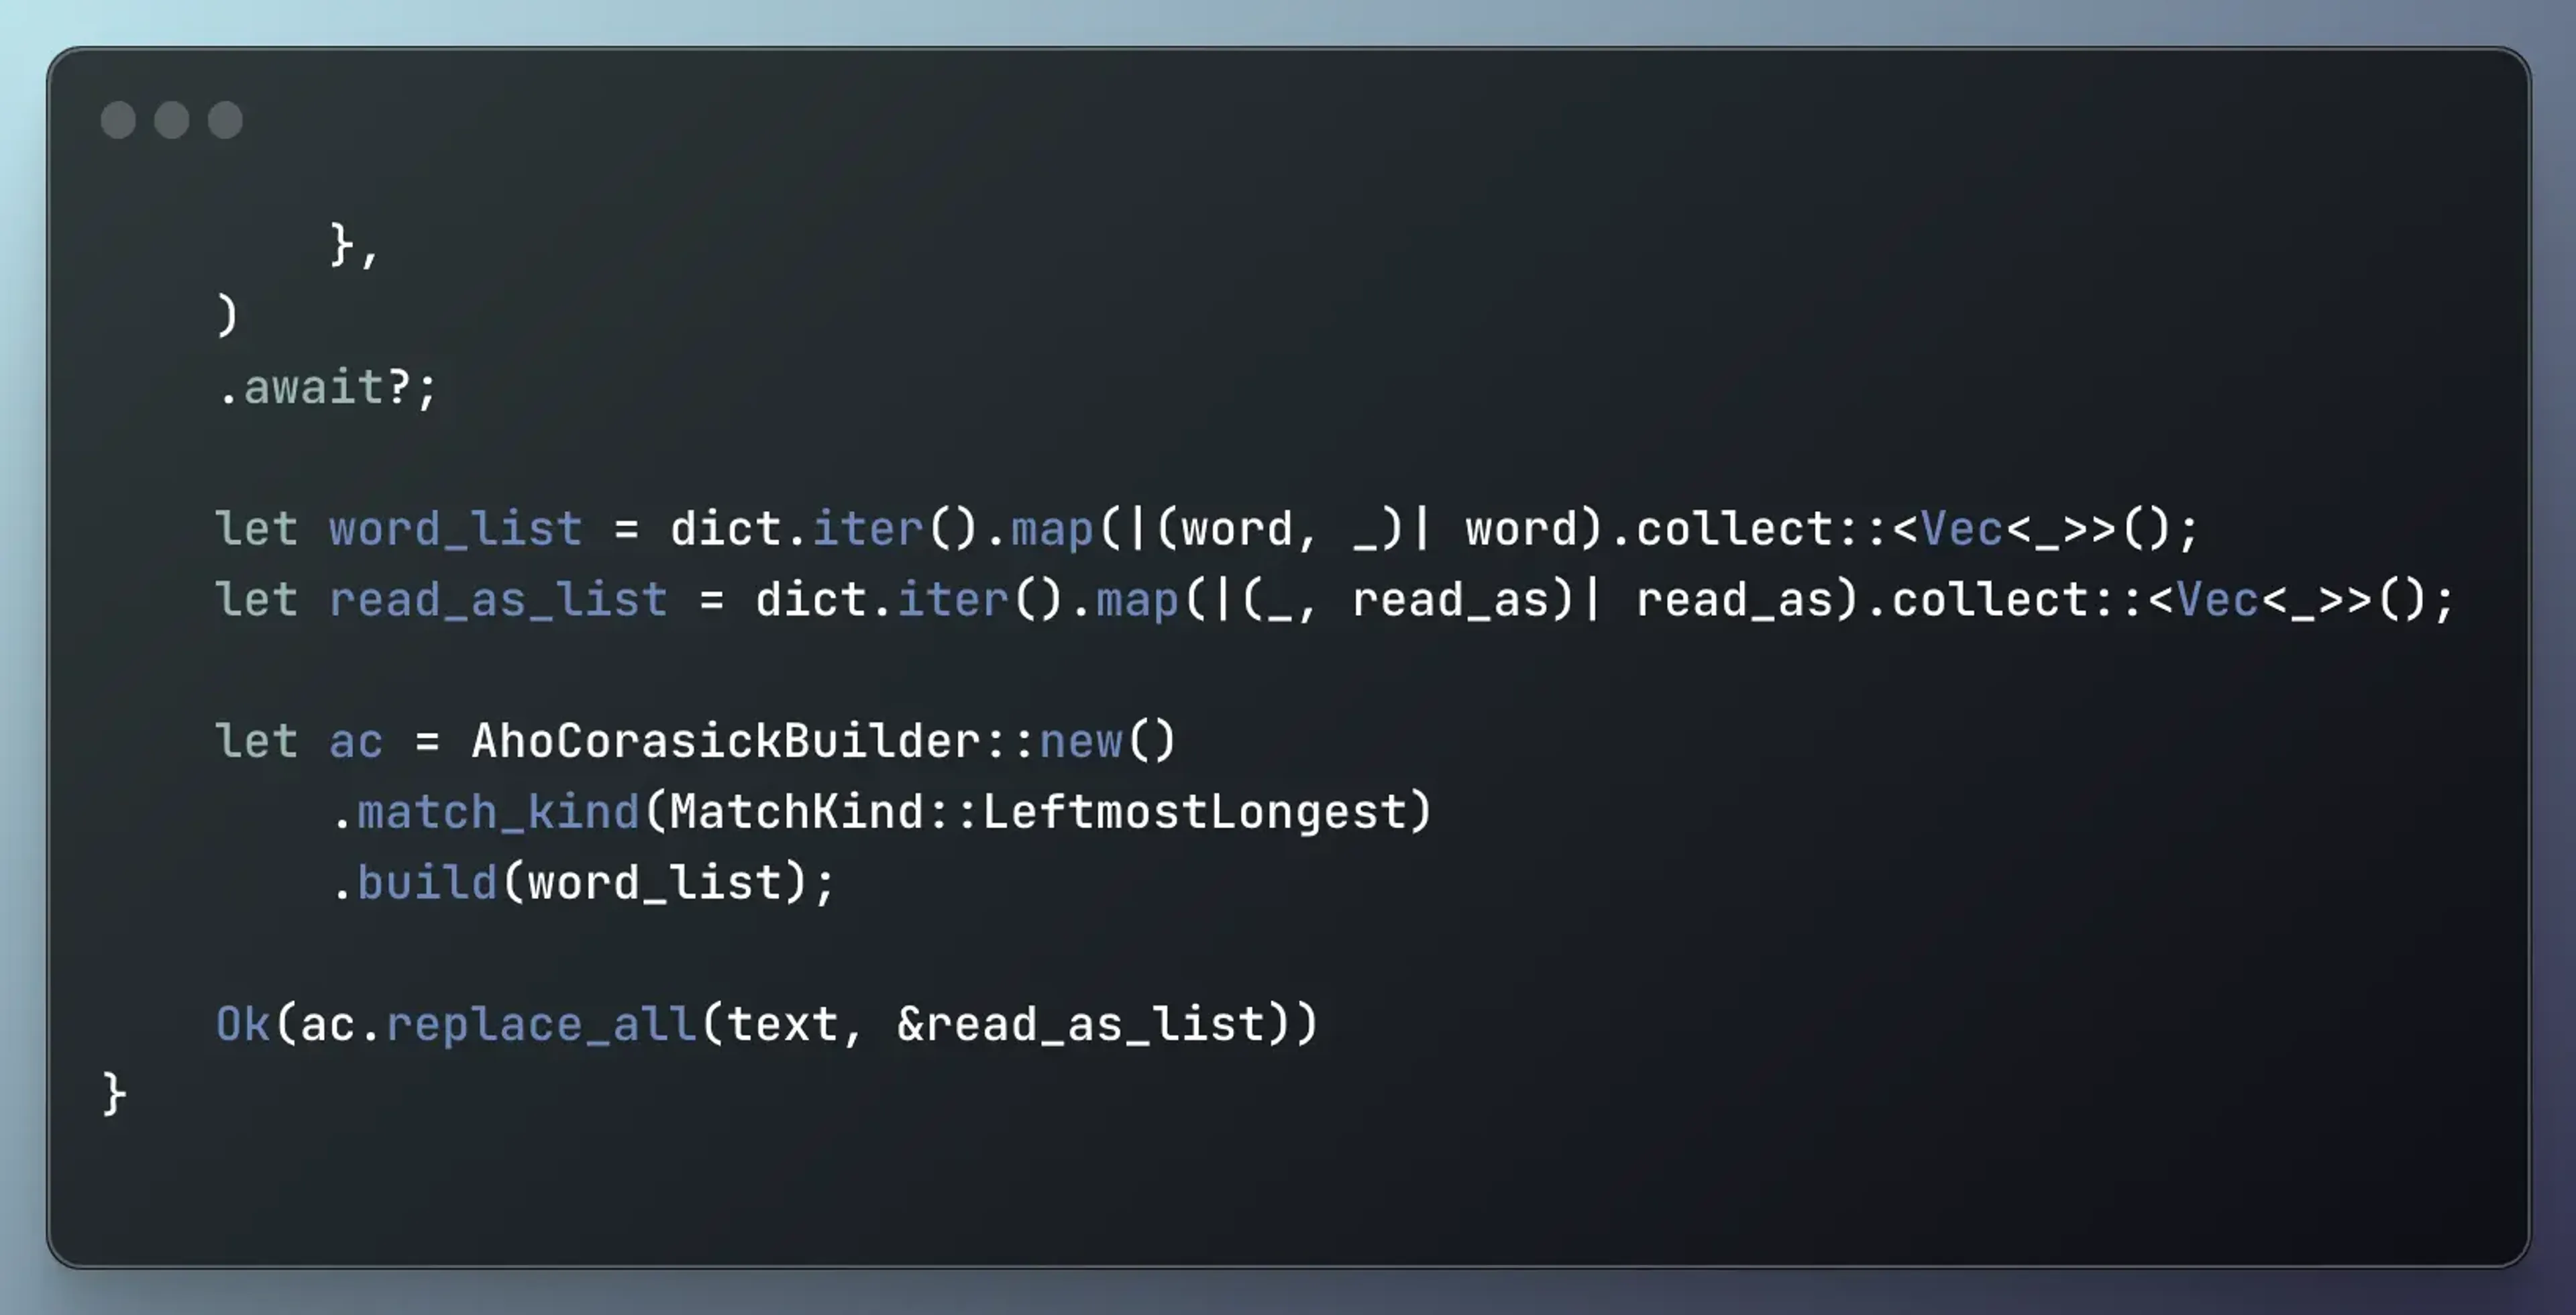 },
    )
    .await?;

    let word_list = dict.iter().map(|(word, _)| word).collect::<Vec<_>>();
    let read_as_list = dict.iter().map(|(_, read_as)| read_as).collect::<Vec<_>>();

    let ac = AhoCorasickBuilder::new()
        .match_kind(MatchKind::LeftmostLongest)
        .build(word_list);

    Ok(ac.replace_all(text, &read_as_list))
}